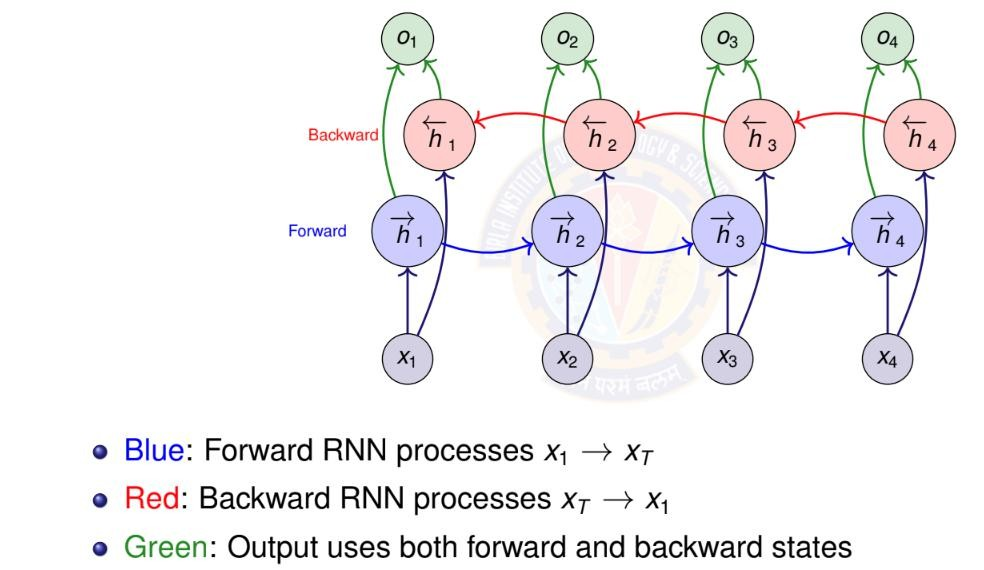 o1 o2 o3 o4
Backward ←h 1 ←h 2 ←h 3 ←h 4
Forward →h 1 →h 2 →h 3 →h 4
x1 x2 x3 x4
परमं बलम्
Blue: Forward RNN processes x1 → xT
Red: Backward RNN processes xT → x1
Green: Output uses both forward and backward states